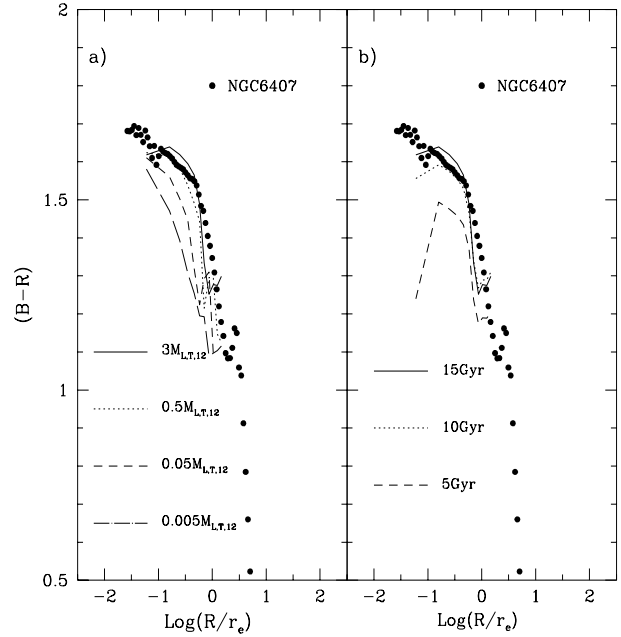 a)
NGC6407
b)
NGC6407
(B−R)
2
1.5
1
0.5
3M_{L,T,12}
0.5M_{L,T,12}
0.05M_{L,T,12}
0.005M_{L,T,12}
15Gyr
10Gyr
5Gyr
−2 −1 0 1 2
−2 −1 0 1 2
Log(R/r_e)
Log(R/r_e)